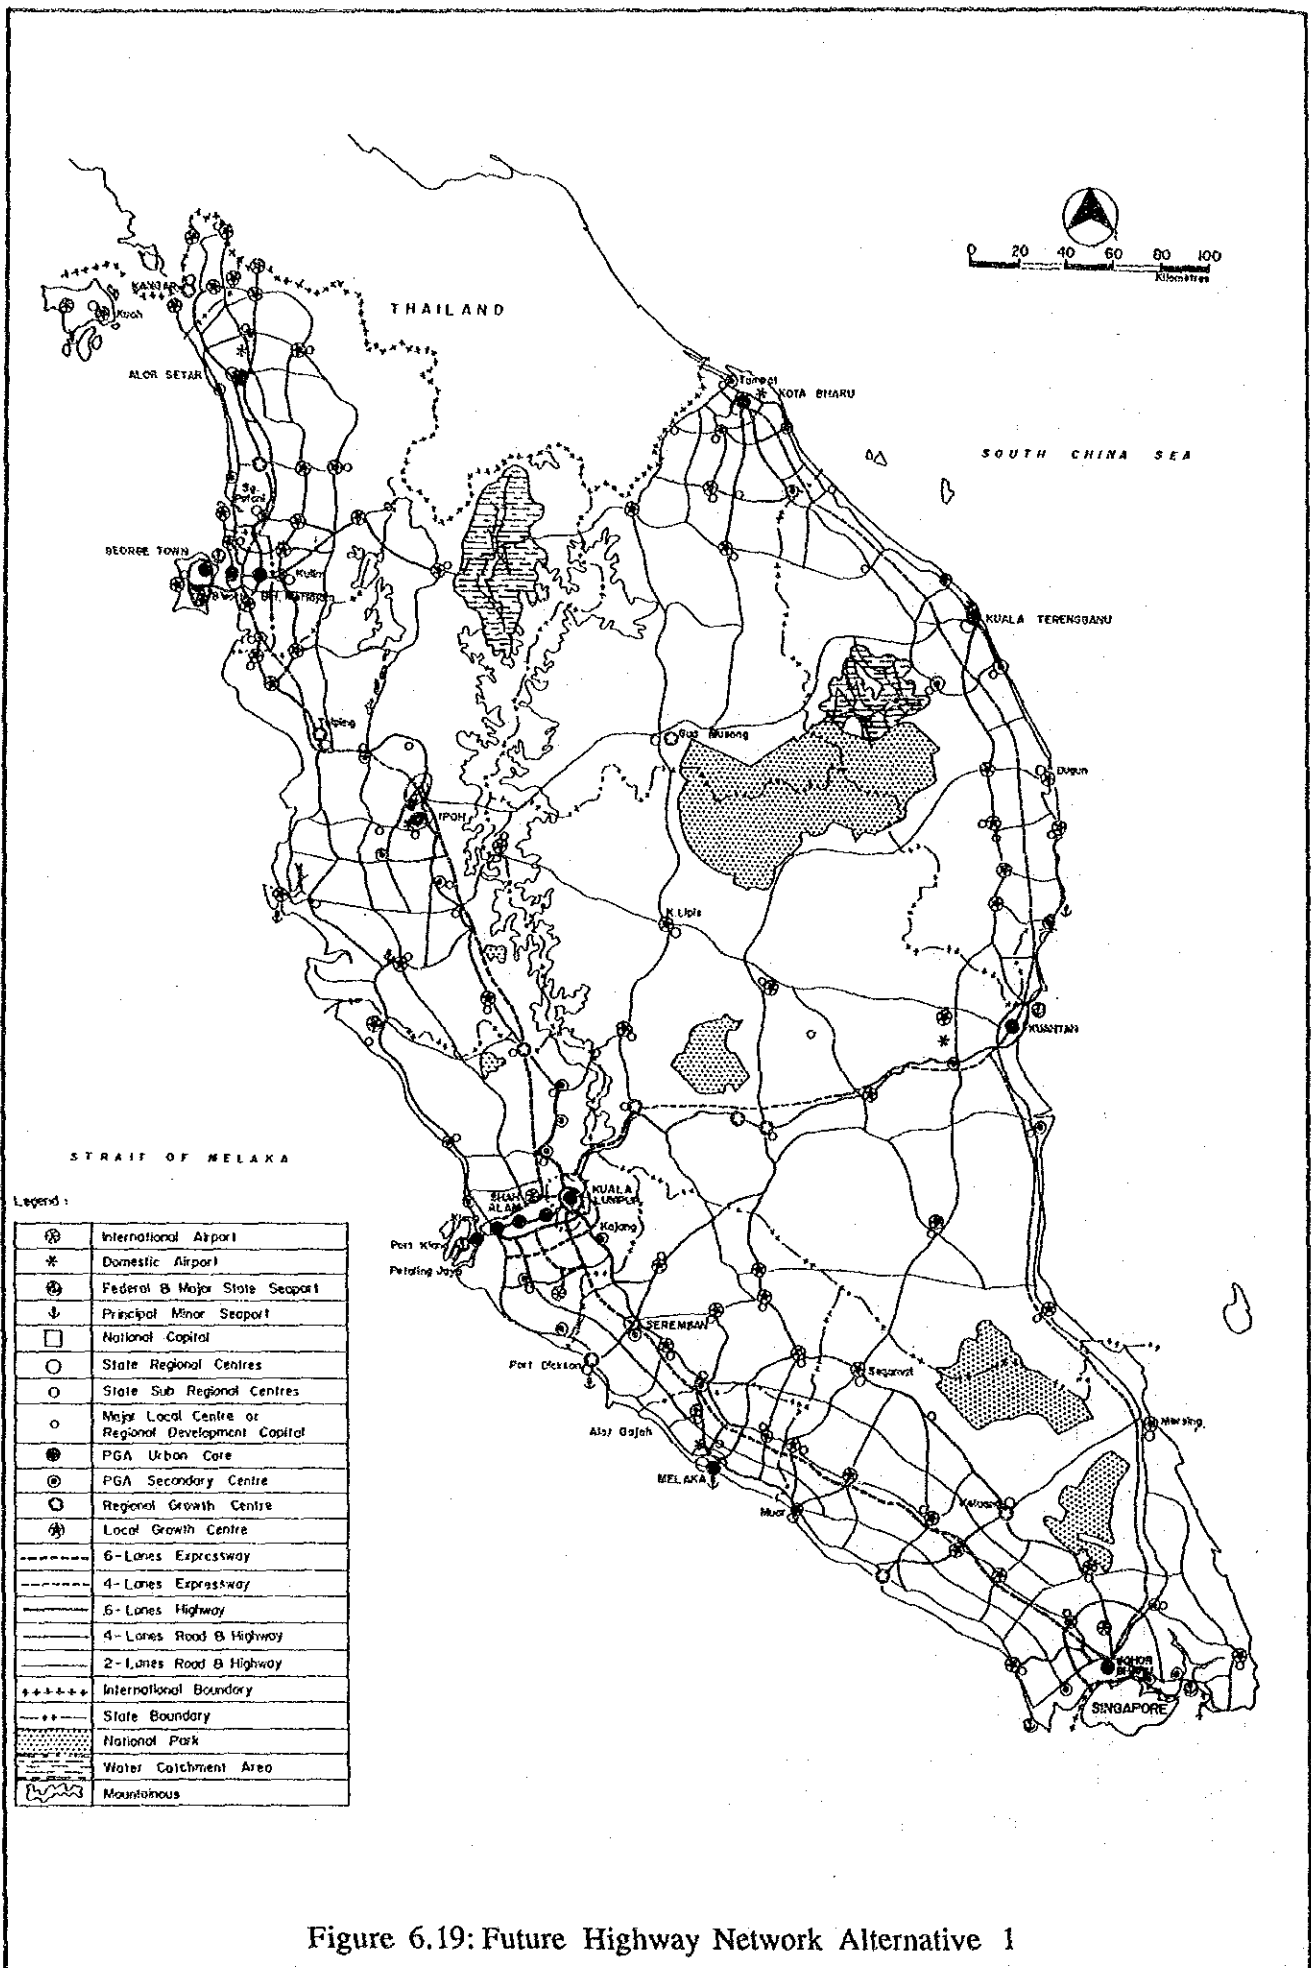 0 20 40 60 80 100
Kilometres
THAILAND
KANGAR
Kuah
ALOR SETAR
Tumpat
KOTA BHARU
SOUTH CHINA SEA
Sg.
Petani
GEORGE TOWN
Kulim
KUALA TERENGGANU
Taiping
Gua Musang
Dugun
IPOH
K.Lipis
KUANTAN
STRAIT OF MELAKA
SHAH
ALAM
KUALA
LUMPUR
Klang
Kajang
Port Klang
Petaling Jaya
SEREMBAN
Port Dickson
Segamat
Alor Gajah
Mersing
MELAKA
Muar
Keluang
JOHOR
BAHRU
SINGAPORE
Legend :
International Airport
Domestic Airport
Federal & Major State Seaport
Principal Minor Seaport
National Capital
State Regional Centres
State Sub Regional Centres
Major Local Centre or
Regional Development Capital
PGA Urban Core
PGA Secondary Centre
Regional Growth Centre
Local Growth Centre
6-Lanes Expressway
4-Lanes Expressway
6-Lanes Highway
4-Lanes Road & Highway
2-Lanes Road & Highway
International Boundary
State Boundary
National Park
Water Catchment Area
Mountainous
Figure 6.19: Future Highway Network Alternative 1